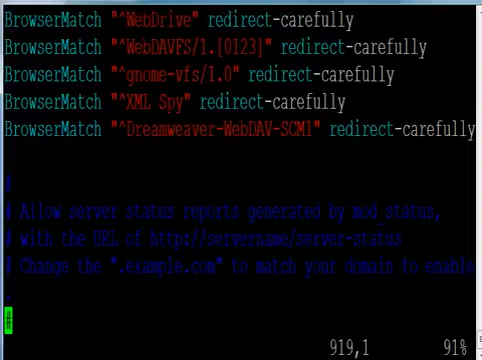 BrowserMatch "^WebDrive" redirect-carefully
BrowserMatch "^WebDAVFS/1.[0123]" redirect-carefully
BrowserMatch "^gnome-vfs/1.0" redirect-carefully
BrowserMatch "^XML Spy" redirect-carefully
BrowserMatch "^Dreamweaver-WebDAV-SCM1" redirect-carefully
#
# Allow server status reports generated by mod_status,
# with the URL of http://servername/server-status
# Change the ".example.com" to match your domain to enable
.
#
919,1 91%